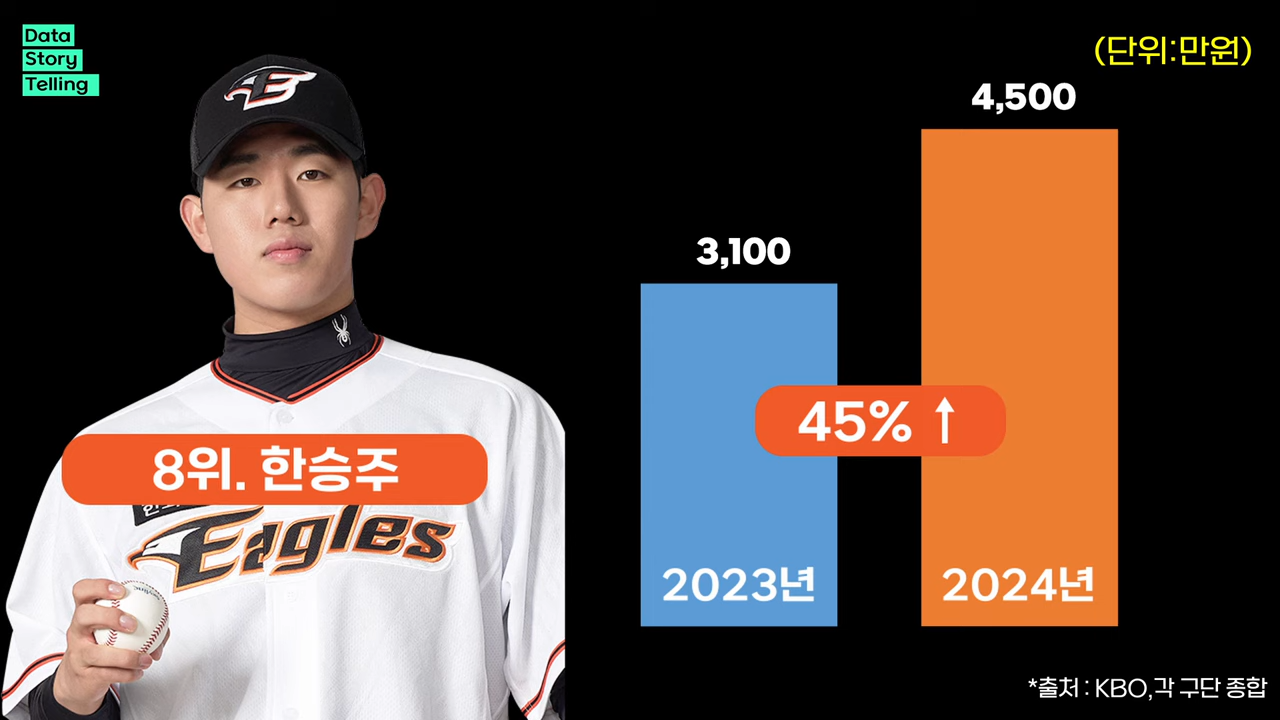 Data
Story
Telling
(단위:만원)
4,500
3,100
45% ↑
8위. 한승주
Eagles
2023년
2024년
*출처 : KBO,각 구단 종합